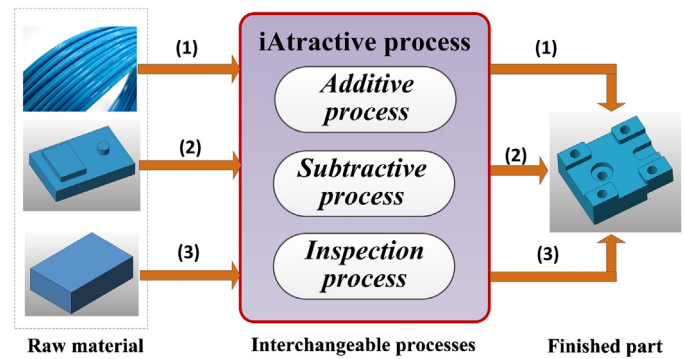 iAtractive process
(1)
(1)
Additive
process
(2)
(2)
Subtractive
process
(3)
(3)
Inspection
process
Raw material
Interchangeable processes
Finished part